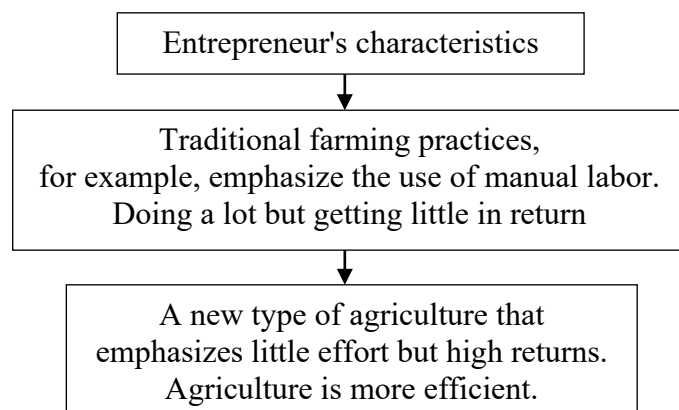 Entrepreneur's characteristics
Traditional farming practices,
for example, emphasize the use of manual labor.
Doing a lot but getting little in return
A new type of agriculture that
emphasizes little effort but high returns.
Agriculture is more efficient.